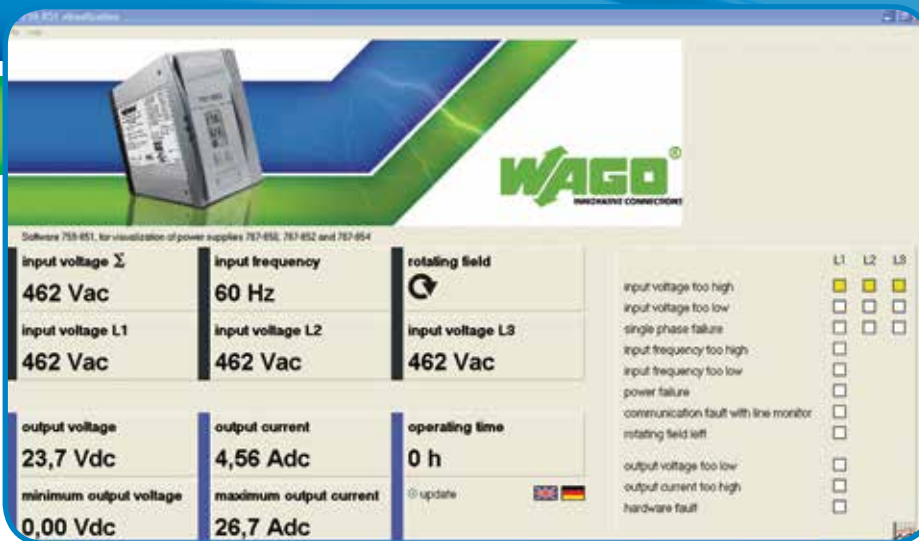 759-851 visualization
WAGO®
INNOVATIVE CONNECTIONS
Software 759-851, for visualization of power supplies 787-850, 787-852 and 787-854
input voltage Σ
462 Vac
input frequency
60 Hz
rotating field
input voltage L1
462 Vac
input voltage L2
462 Vac
input voltage L3
462 Vac
output voltage
23,7 Vdc
output current
4,56 Adc
operating time
0 h
minimum output voltage
0,00 Vdc
maximum output current
26,7 Adc
update
L1 L2 L3
input voltage too high
input voltage too low
single phase failure
input frequency too high
input frequency too low
power failure
communication fault with line monitor
rotating field left
output voltage too low
output current too high
hardware fault